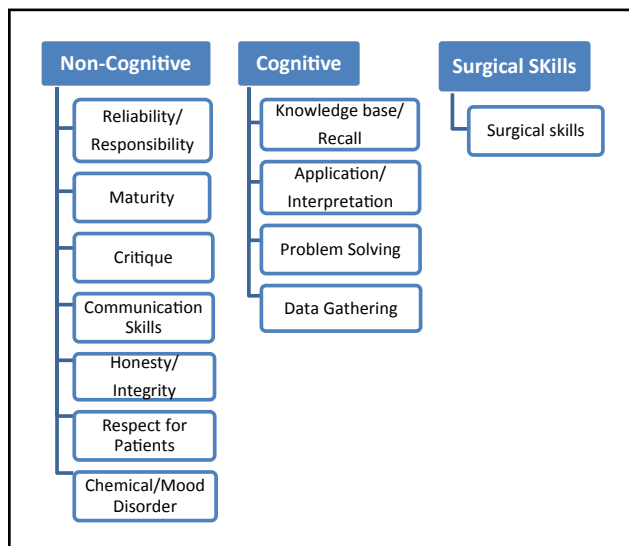 Non-Cognitive
Reliability/
Responsibility
Maturity
Critique
Communication
Skills
Honesty/
Integrity
Respect for
Patients
Chemical/Mood
Disorder
Cognitive
Knowledge base/
Recall
Application/
Interpretation
Problem Solving
Data Gathering
Surgical SKills
Surgical skills